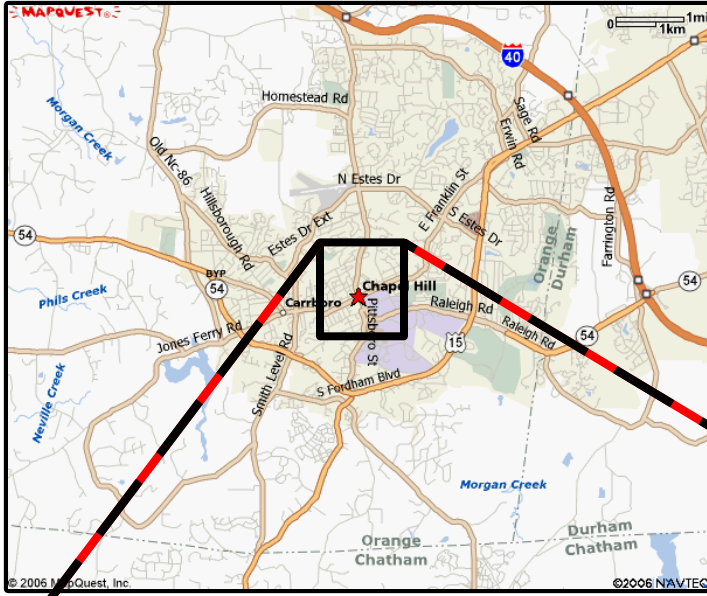 MAPQUEST®
0 1mi
1km
40
Morgan Creek
Homestead Rd
Sage Rd
Erwin Rd
Old Nc-86
N Estes Dr
E Franklin St
Hillsborough Rd
S Estes Dr
Farrington Rd
Estes Dr Ext
54
Orange
Durham
BYP
54
Phils Creek
Chapel Hill
54
Carrboro
Pittsboro St
Raleigh Rd
Raleigh Rd
54
Jones Ferry Rd
15
Smith Level Rd
S Fordham Blvd
Neville Creek
Morgan Creek
Orange
Chatham
Durham
Chatham
© 2006 MapQuest, Inc.
©2006 NAVTEQ